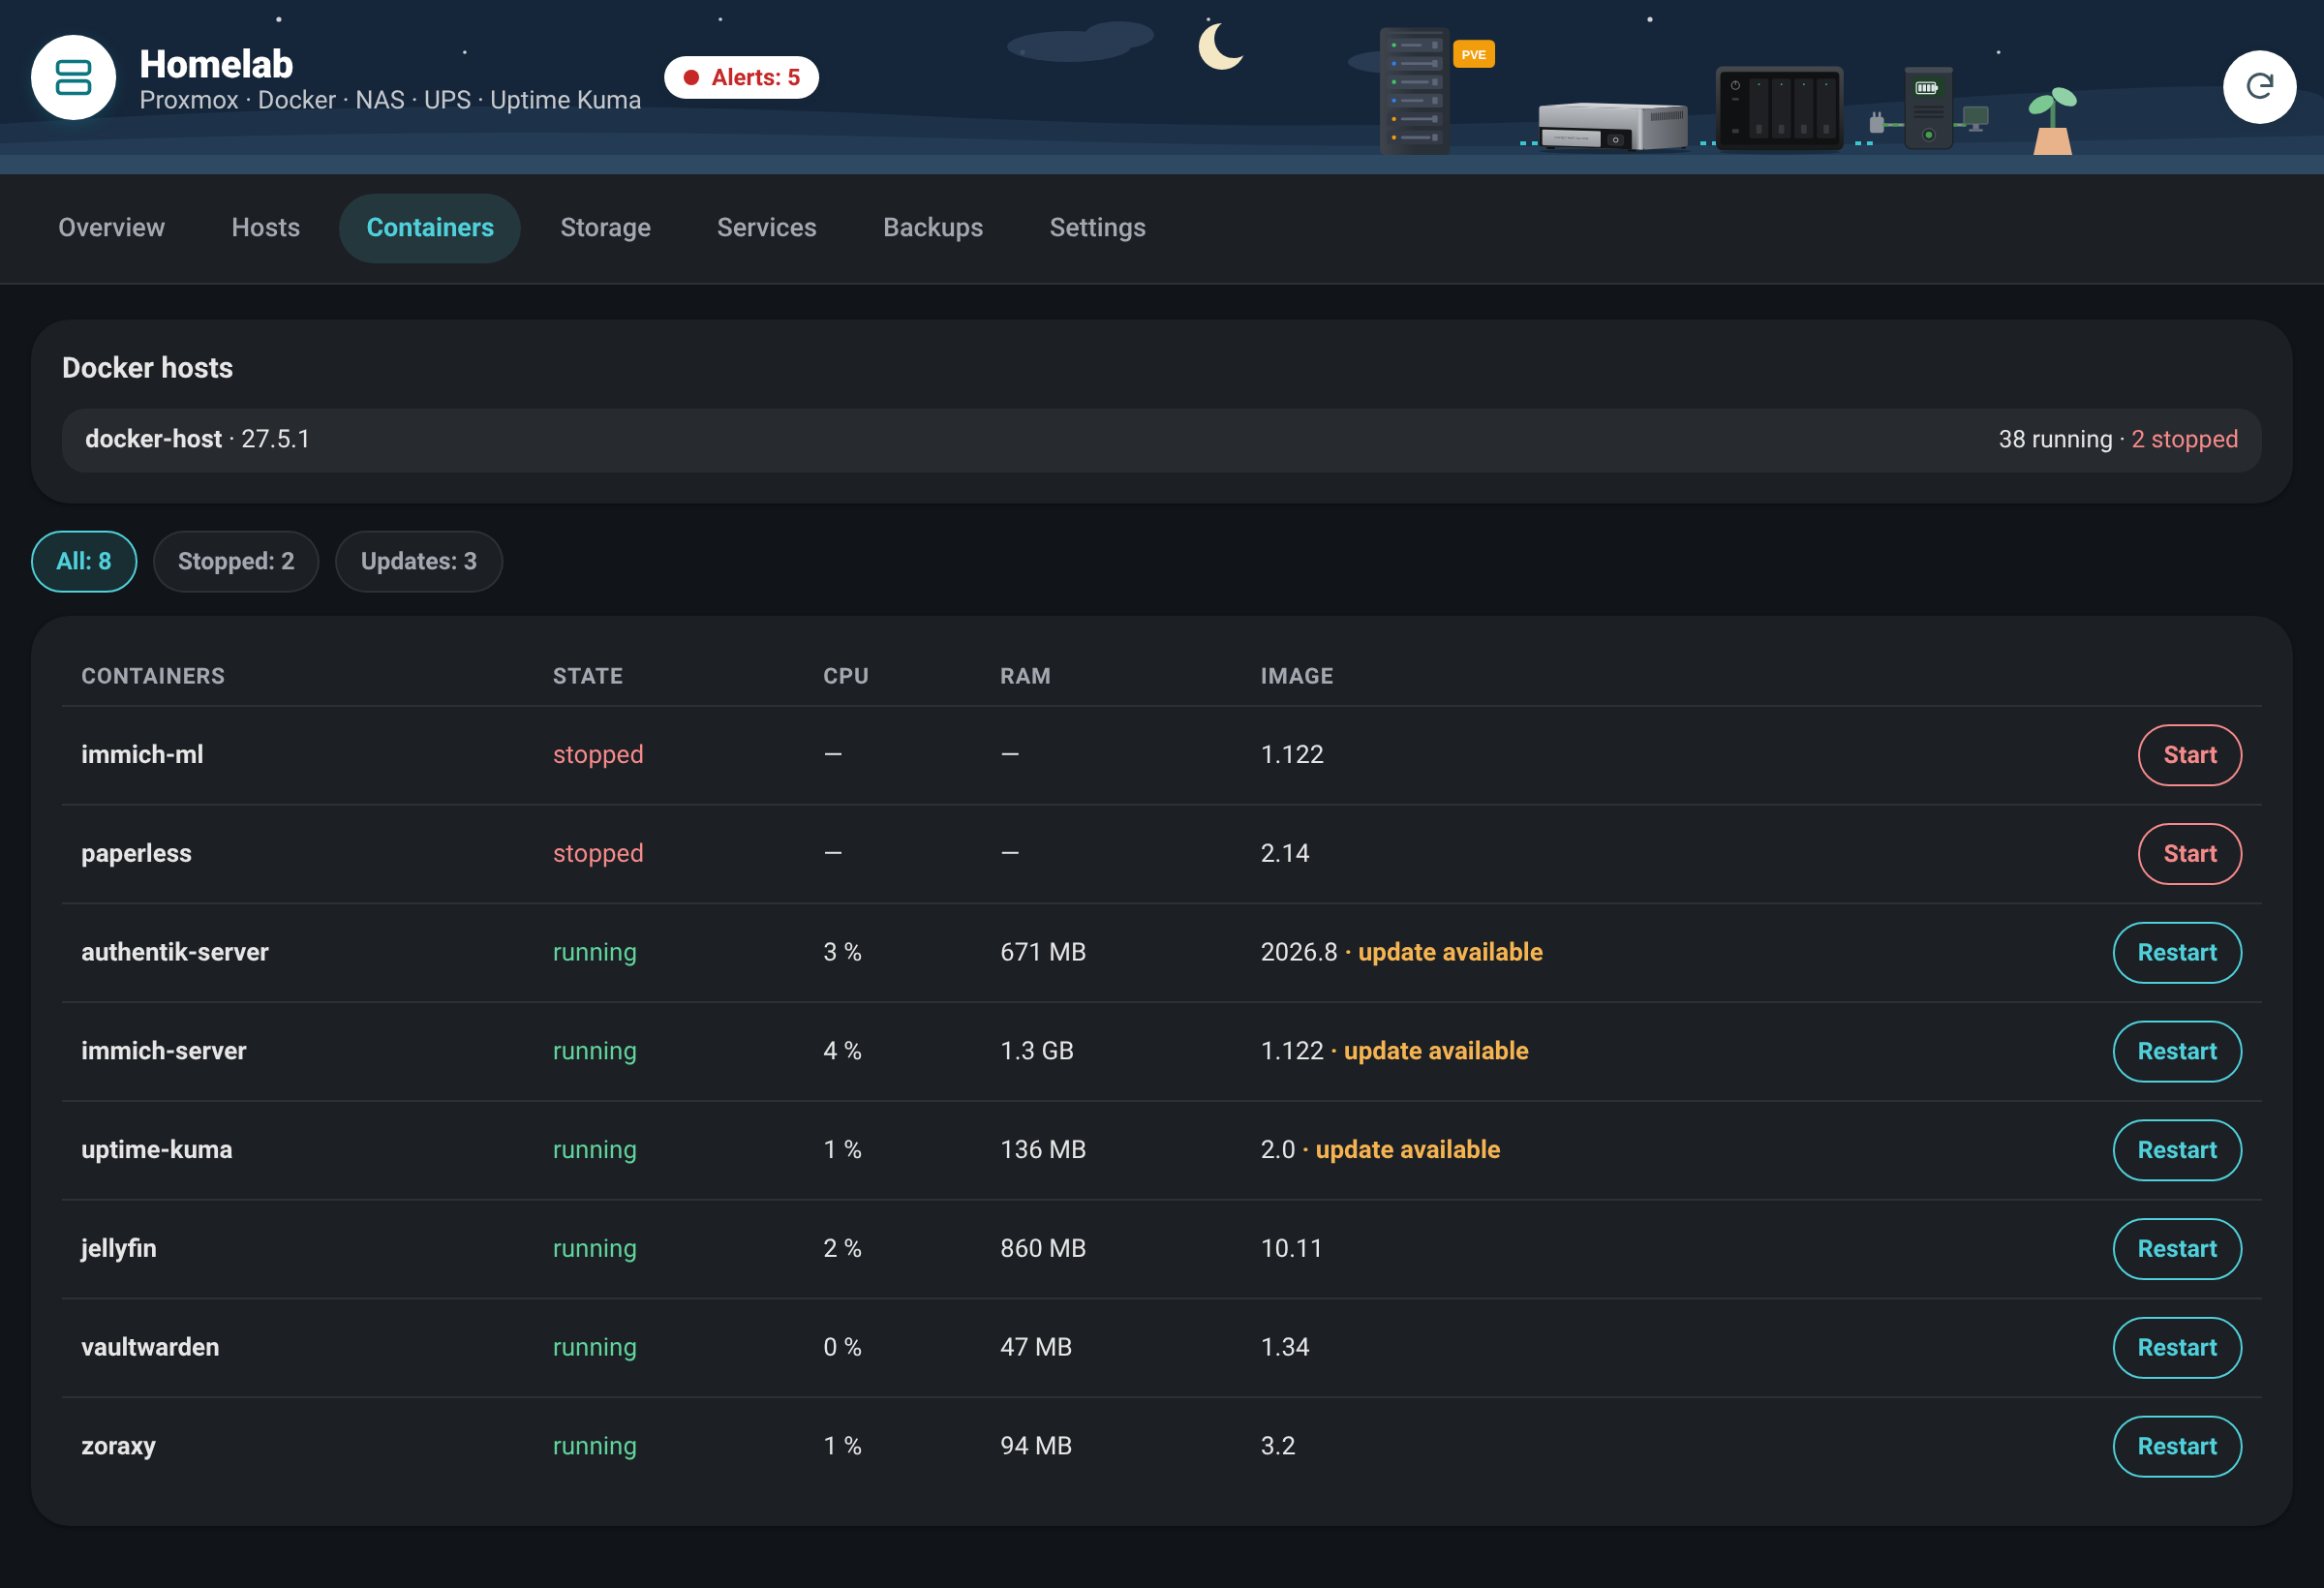 Homelab
Proxmox · Docker · NAS · UPS · Uptime Kuma
Alerts: 5
PVE
Overview Hosts Containers Storage Services Backups Settings
Docker hosts
docker-host · 27.5.1 38 running · 2 stopped
All: 8 Stopped: 2 Updates: 3
CONTAINERS STATE CPU RAM IMAGE
immich-ml stopped — — 1.122 Start
paperless stopped — — 2.14 Start
authentik-server running 3 % 671 MB 2026.8 · update available Restart
immich-server running 4 % 1.3 GB 1.122 · update available Restart
uptime-kuma running 1 % 136 MB 2.0 · update available Restart
jellyfin running 2 % 860 MB 10.11 Restart
vaultwarden running 0 % 47 MB 1.34 Restart
zoraxy running 1 % 94 MB 3.2 Restart